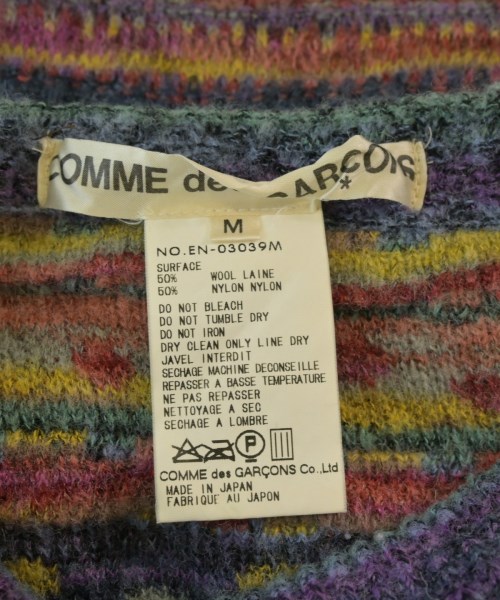 COMME des GARÇONS*
M
NO.EN-03039M
SURFACE
50% WOOL LAINE
50% NYLON NYLON
DO NOT BLEACH
DO NOT TUMBLE DRY
DO NOT IRON
DRY CLEAN ONLY LINE DRY
JAVEL INTERDIT
SECHAGE MACHINE DECONSEILLE
REPASSER A BASSE TEMPERATURE
NE PAS REPASSER
NETTOYAGE A SEC
SECHAGE A LOMBRE
P
COMME des GARÇONS Co.,Ltd
MADE IN JAPAN
FABRIQUE AU JAPON